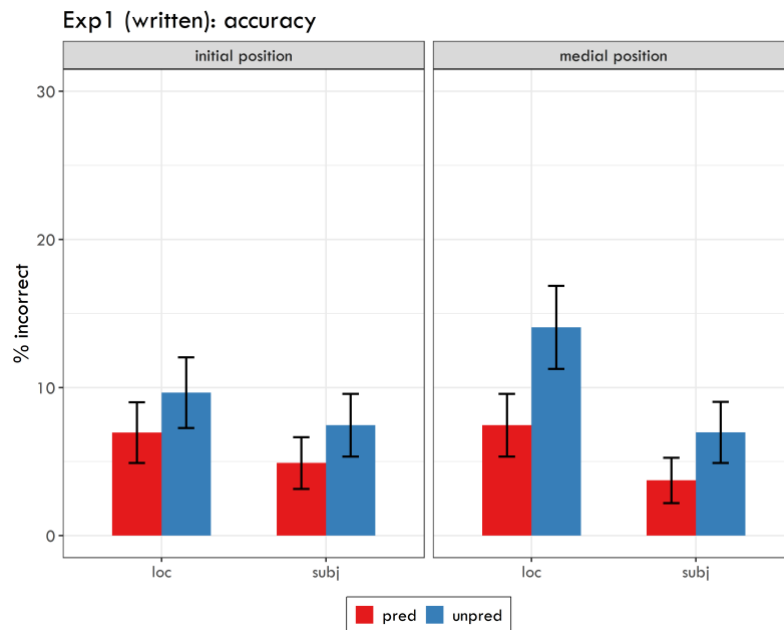 Exp1 (written): accuracy
initial position
medial position
% incorrect
30
20
10
0
loc
subj
loc
subj
pred
unpred